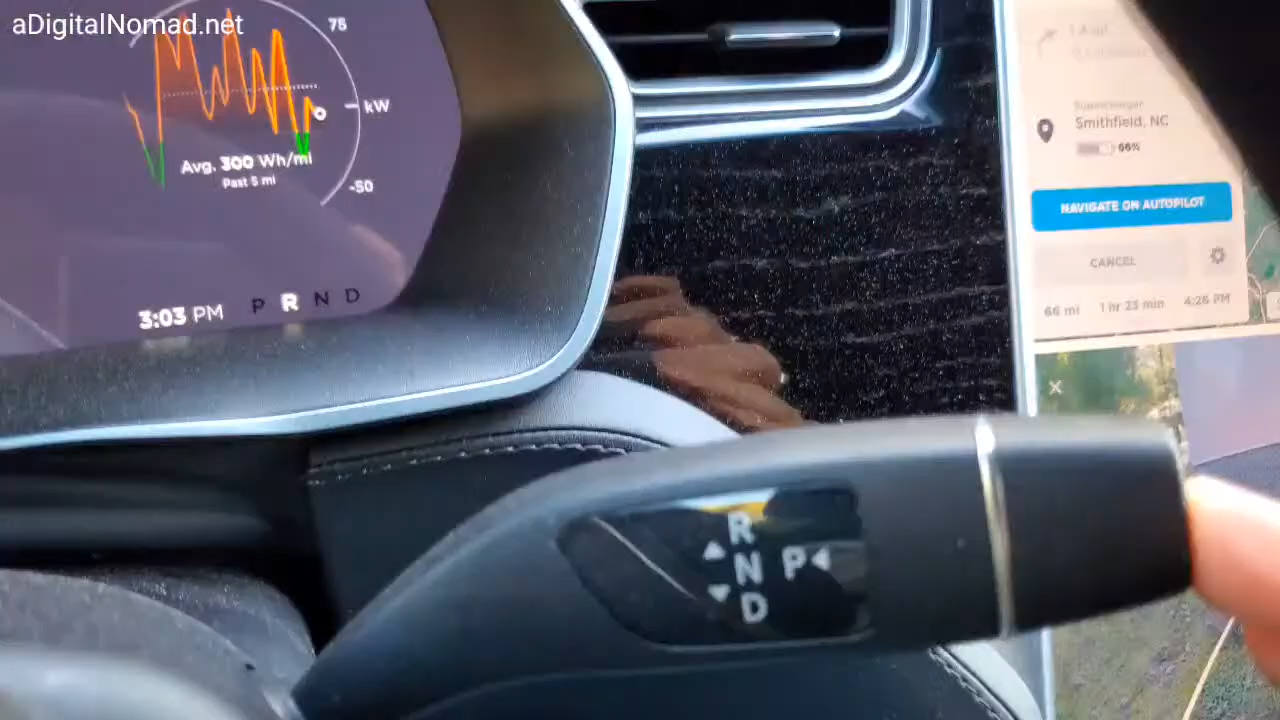 aDigitalNomad.net
75
kW
Avg. 300 Wh/mi
Past 5 mi
-50
3:03 PM P R N D
Supercharger
Smithfield, NC
66%
NAVIGATE ON AUTOPILOT
CANCEL
66 mi 1 hr 23 min 4:26 PM
R
N P
D